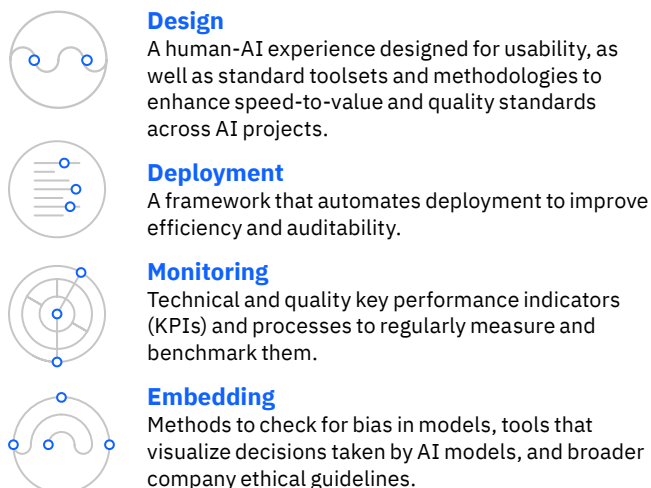 Design
A human-AI experience designed for usability, as
well as standard toolsets and methodologies to
enhance speed-to-value and quality standards
across AI projects.
Deployment
A framework that automates deployment to improve
efficiency and auditability.
Monitoring
Technical and quality key performance indicators
(KPIs) and processes to regularly measure and
benchmark them.
Embedding
Methods to check for bias in models, tools that
visualize decisions taken by AI models, and broader
company ethical guidelines.